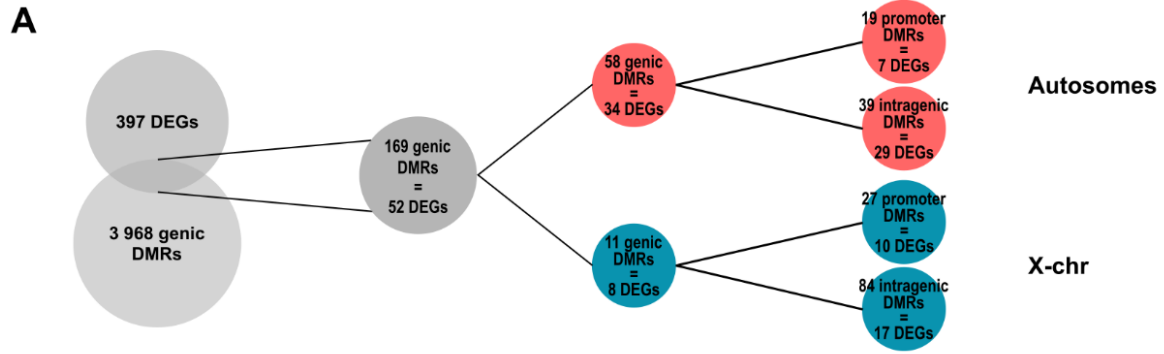 A
397 DEGs
3 968 genic
DMRs
169 genic
DMRs
=
52 DEGs
58 genic
DMRs
=
34 DEGs
19 promoter
DMRs
=
7 DEGs
39 intragenic
DMRs
=
29 DEGs
Autosomes
11 genic
DMRs
=
8 DEGs
27 promoter
DMRs
=
10 DEGs
84 intragenic
DMRs
=
17 DEGs
X-chr